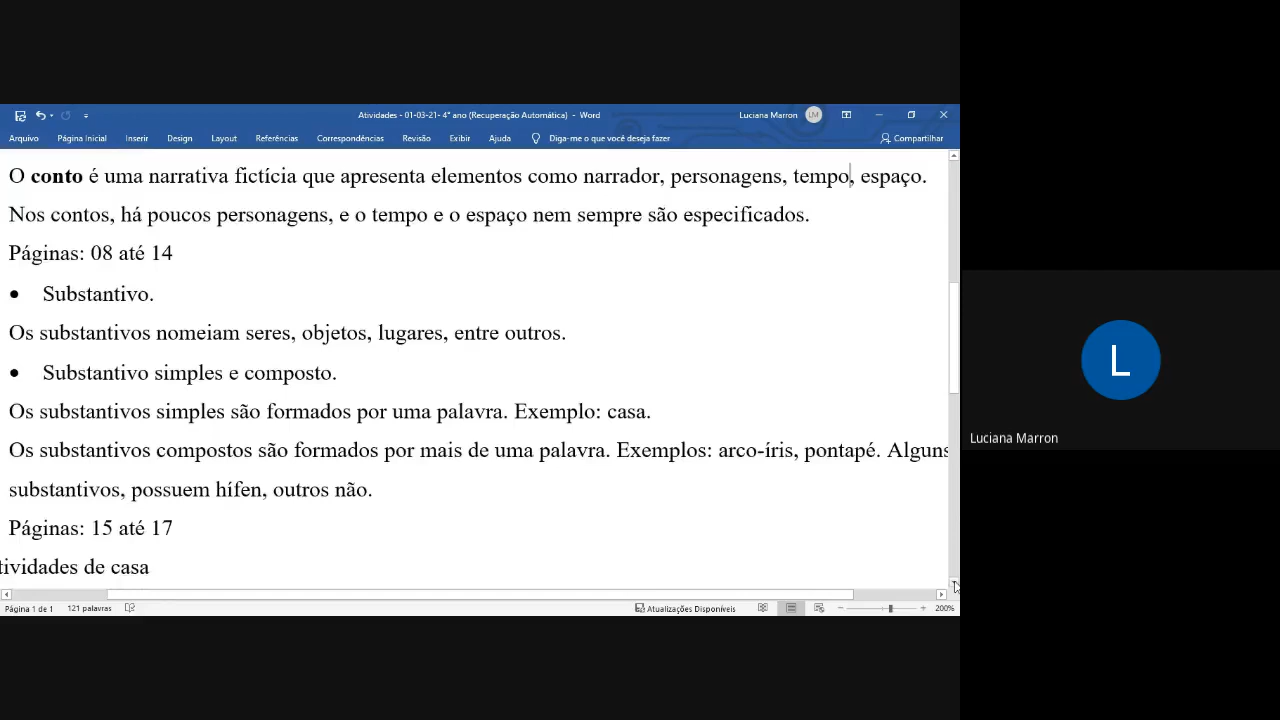 Atividades - 01-03-21- 4° ano (Recuperação Automática) - Word
Luciana Marron
LM
Arquivo Página Inicial Inserir Design Layout Referências Correspondências Revisão Exibir Ajuda Diga-me o que você deseja fazer Compartilhar
O conto é uma narrativa fictícia que apresenta elementos como narrador, personagens, tempo, espaço.
Nos contos, há poucos personagens, e o tempo e o espaço nem sempre são especificados.
Páginas: 08 até 14
• Substantivo.
Os substantivos nomeiam seres, objetos, lugares, entre outros.
• Substantivo simples e composto.
Os substantivos simples são formados por uma palavra. Exemplo: casa.
Os substantivos compostos são formados por mais de uma palavra. Exemplos: arco-íris, pontapé. Alguns
substantivos, possuem hífen, outros não.
Páginas: 15 até 17
tividades de casa
Página 1 de 1 121 palavras Atualizações Disponíveis 200%
L
Luciana Marron